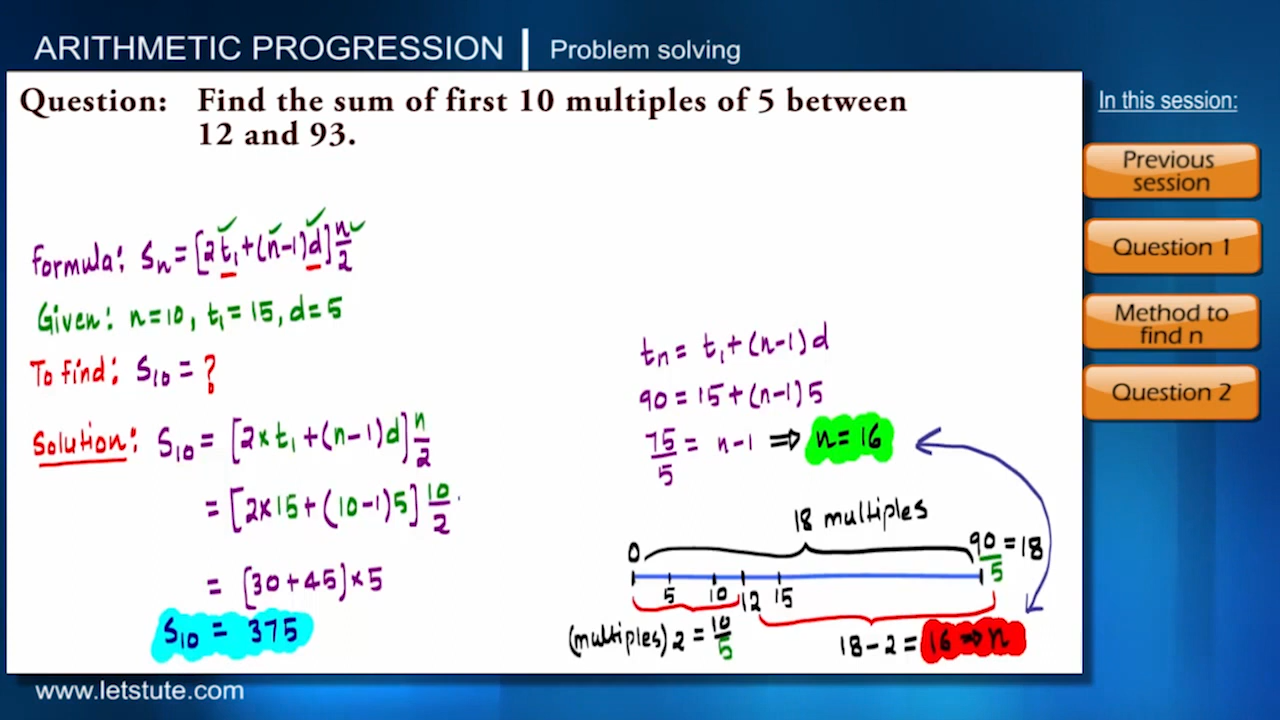 ARITHMETIC PROGRESSION | Problem solving
Question: Find the sum of first 10 multiples of 5 between
12 and 93.
Formula: Sn = [2t₁ + (n-1)d] n/2
Given: n=10, t₁ = 15, d=5
To find: S₁₀ = ?
Solution: S₁₀ = [2 x t₁ + (n-1)d] n/2
= [2x15 + (10-1)5] 10/2
= [30+45] x 5
S₁₀ = 375
tn = t₁ + (n-1)d
90 = 15 + (n-1)5
75/5 = n-1 ⇒ n=16
18 multiples
0
90/5 = 18
5 10 12 15
(multiples) 2 = 10/5
18-2 = 16 ⇒ n
In this session:
Previous
session
Question 1
Method to
find n
Question 2
www.letstute.com